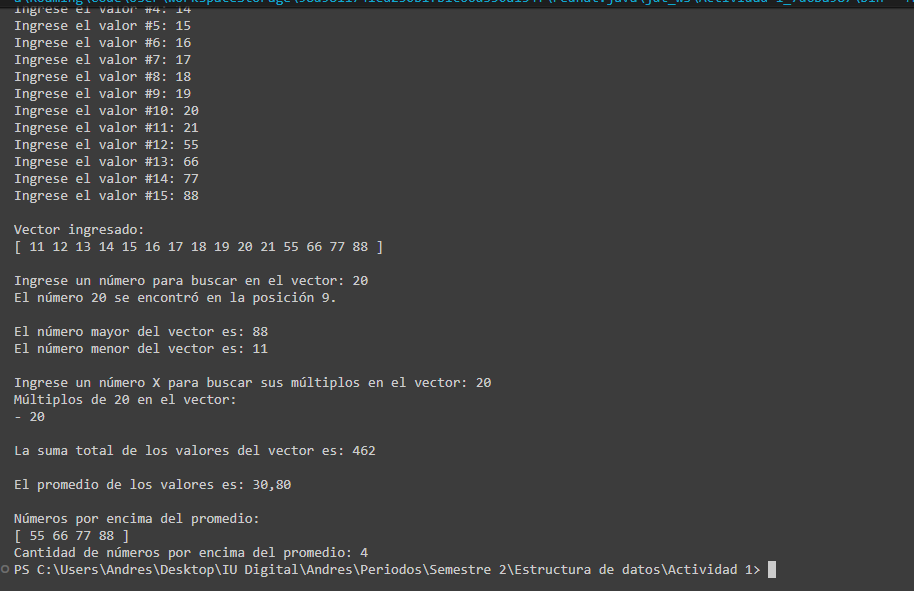 Ingrese el valor #4: 14
Ingrese el valor #5: 15
Ingrese el valor #6: 16
Ingrese el valor #7: 17
Ingrese el valor #8: 18
Ingrese el valor #9: 19
Ingrese el valor #10: 20
Ingrese el valor #11: 21
Ingrese el valor #12: 55
Ingrese el valor #13: 66
Ingrese el valor #14: 77
Ingrese el valor #15: 88
Vector ingresado:
[ 11 12 13 14 15 16 17 18 19 20 21 55 66 77 88 ]
Ingrese un número para buscar en el vector: 20
El número 20 se encontró en la posición 9.
El número mayor del vector es: 88
El número menor del vector es: 11
Ingrese un número X para buscar sus múltiplos en el vector: 20
Múltiplos de 20 en el vector:
- 20
La suma total de los valores del vector es: 462
El promedio de los valores es: 30,80
Números por encima del promedio:
[ 55 66 77 88 ]
Cantidad de números por encima del promedio: 4
PS C:\Users\Andres\Desktop\IU Digital\Andres\Periodos\Semestre 2\Estructura de datos\Actividad 1>